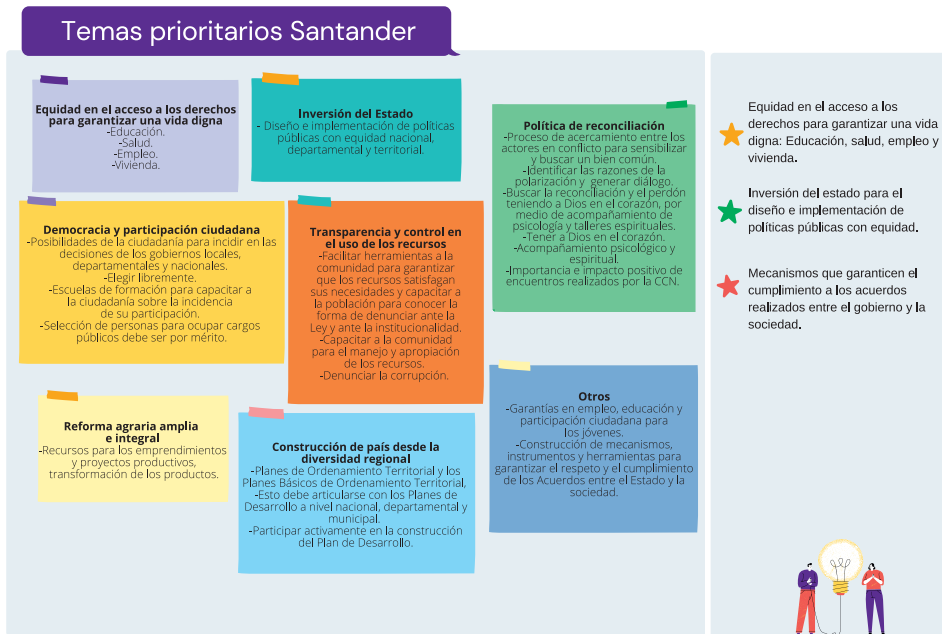 Temas prioritarios Santander
Equidad en el acceso a los derechos
para garantizar una vida digna
-Educación.
-Salud.
-Empleo.
-Vivienda.
Inversión del Estado
- Diseño e implementación de políticas
públicas con equidad nacional,
departamental y territorial.
Política de reconciliación
-Proceso de acercamiento entre los
actores en conflicto para sensibilizar
y buscar un bien común.
-Identificar las razones de la
polarización y generar diálogo.
-Buscar la reconciliación y el perdón
teniendo a Dios en el corazón, por
medio de acompañamiento de
psicología y talleres espirituales.
-Tener a Dios en el corazón.
-Acompañamiento psicológico y
espiritual.
-Importancia e impacto positivo de
encuentros realizados por la CCN.
Democracia y participación ciudadana
-Posibilidades de la ciudadanía para incidir en las
decisiones de los gobiernos locales,
departamentales y nacionales.
-Elegir libremente.
-Escuelas de formación para capacitar a
la ciudadanía sobre la incidencia
de su participación.
-Selección de personas para ocupar cargos
públicos debe ser por mérito.
Transparencia y control en
el uso de los recursos
-Facilitar herramientas a la
comunidad para garantizar
que los recursos satisfagan
sus necesidades y capacitar a
la población para conocer la
forma de denunciar ante la
Ley y ante la institucionalidad.
-Capacitar a la comunidad
para el manejo y apropiación
de los recursos.
-Denunciar la corrupción.
Reforma agraria amplia
e integral
-Recursos para los emprendimientos
y proyectos productivos,
transformación de los productos.
Construcción de país desde la
diversidad regional
-Planes de Ordenamiento Territorial y los
Planes Básicos de Ordenamiento Territorial,
-Esto debe articularse con los Planes de
Desarrollo a nivel nacional, departamental y
municipal.
-Participar activamente en la construcción
del Plan de Desarrollo.
Otros
-Garantías en empleo, educación y
participación ciudadana para
los jóvenes.
-Construcción de mecanismos,
instrumentos y herramientas para
garantizar el respeto y el cumplimiento
de los Acuerdos entre el Estado y la
sociedad.
Equidad en el acceso a los
derechos para garantizar una vida
digna: Educación, salud, empleo y
vivienda.
Inversión del estado para el
diseño e implementación de
políticas públicas con equidad.
Mecanismos que garanticen el
cumplimiento a los acuerdos
realizados entre el gobierno y la
sociedad.